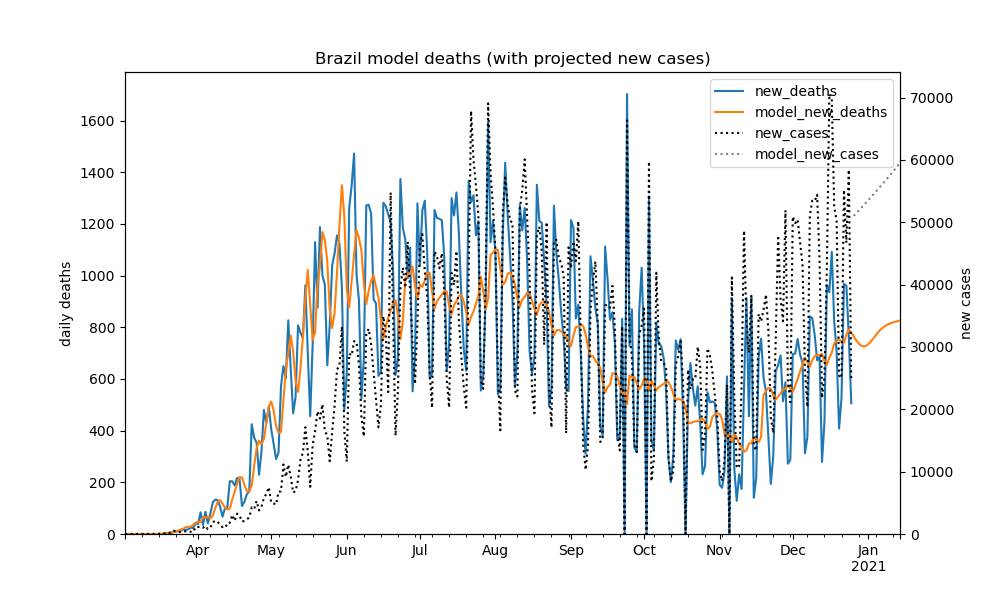 Brazil model deaths (with projected new cases)
new_deaths
model_new_deaths
new_cases
model_new_cases
daily deaths
1600
1400
1200
1000
800
600
400
200
0
new cases
70000
60000
50000
40000
30000
20000
10000
0
Apr May Jun Jul Aug Sep Oct Nov Dec Jan
2021